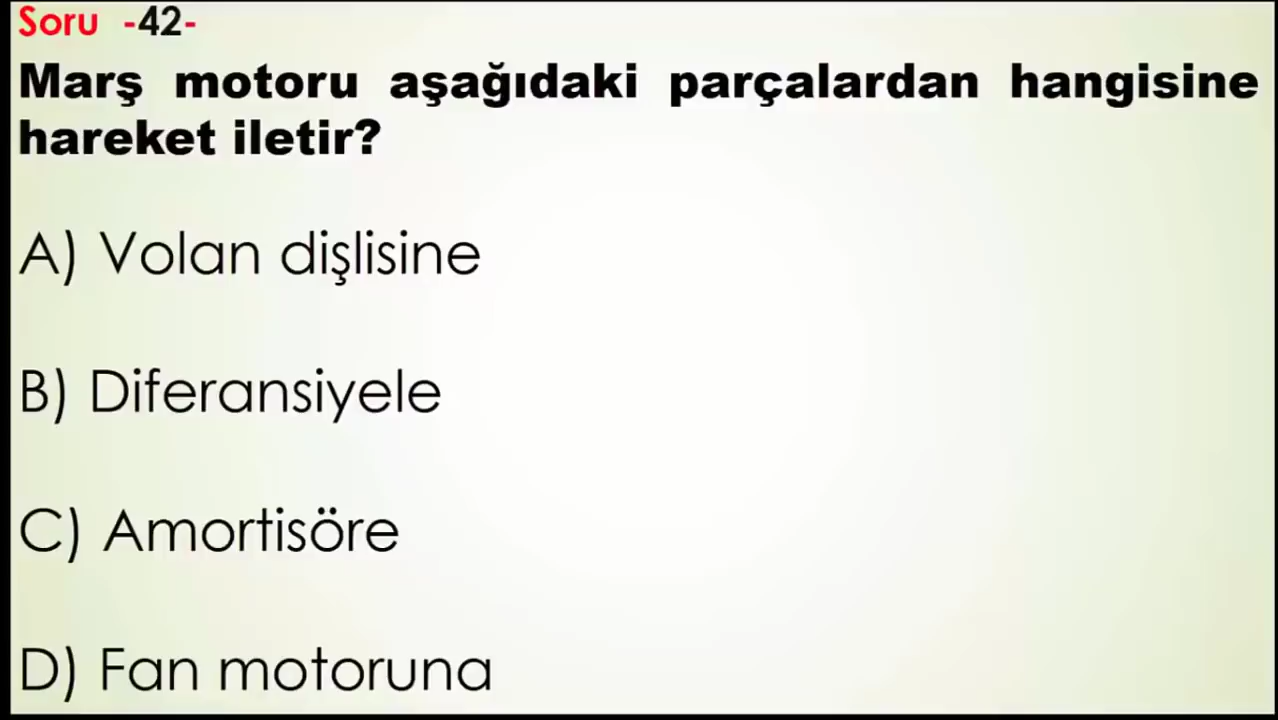 Soru -42-
Marş motoru aşağıdaki parçalardan hangisine
hareket iletir?
A) Volan dişlisine
B) Diferansiyele
C) Amortisöre
D) Fan motoruna